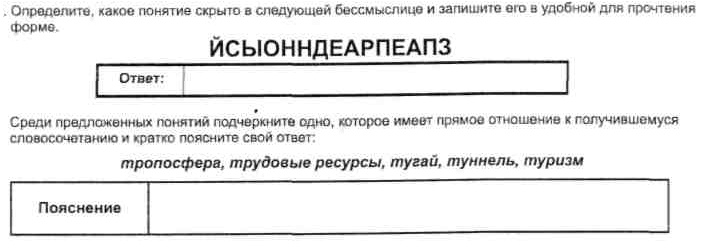 . Определите, какое понятие скрыто в следующей бессмыслице и запишите его в удобной для прочтения
форме.
ЙСЫОННДЕАРПЕАПЗ
Ответ:
Среди предложенных понятий подчеркните одно, которое имеет прямое отношение к получившемуся
словосочетанию и кратко поясните свой ответ:
тропосфера, трудовые ресурсы, тугай, туннель, туризм
Пояснение